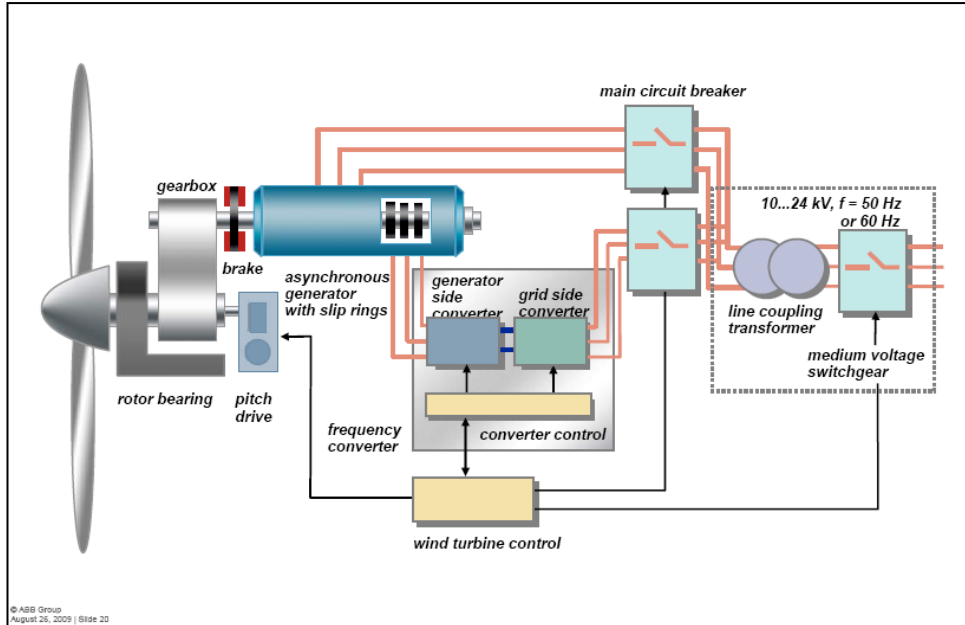 main circuit breaker
gearbox
10...24 kV, f = 50 Hz
or 60 Hz
brake
asynchronous
generator
with slip rings
generator
side
converter
grid side
converter
line coupling
transformer
medium voltage
switchgear
rotor bearing
pitch
drive
frequency
converter
converter control
wind turbine control
© ABB Group
August 26, 2009 | Slide 20